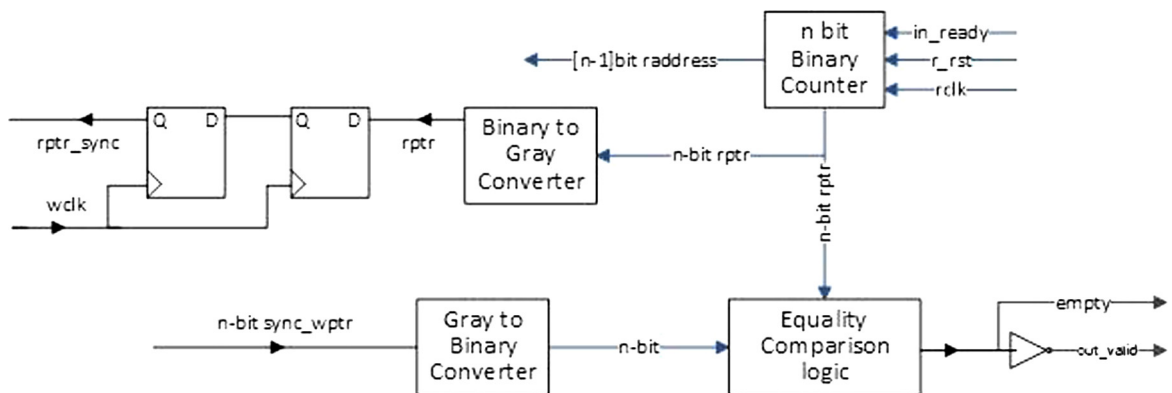 n bit
Binary
Counter
in_ready
r_rst
rclk
[n-1]bit raddress
Q D
Q D
rptr_sync
rptr
Binary to
Gray
Converter
n-bit rptr
n-bit rptr
wclk
n-bit sync_wptr
Gray to
Binary
Converter
n-bit
Equality
Comparison
logic
empty
out_valid